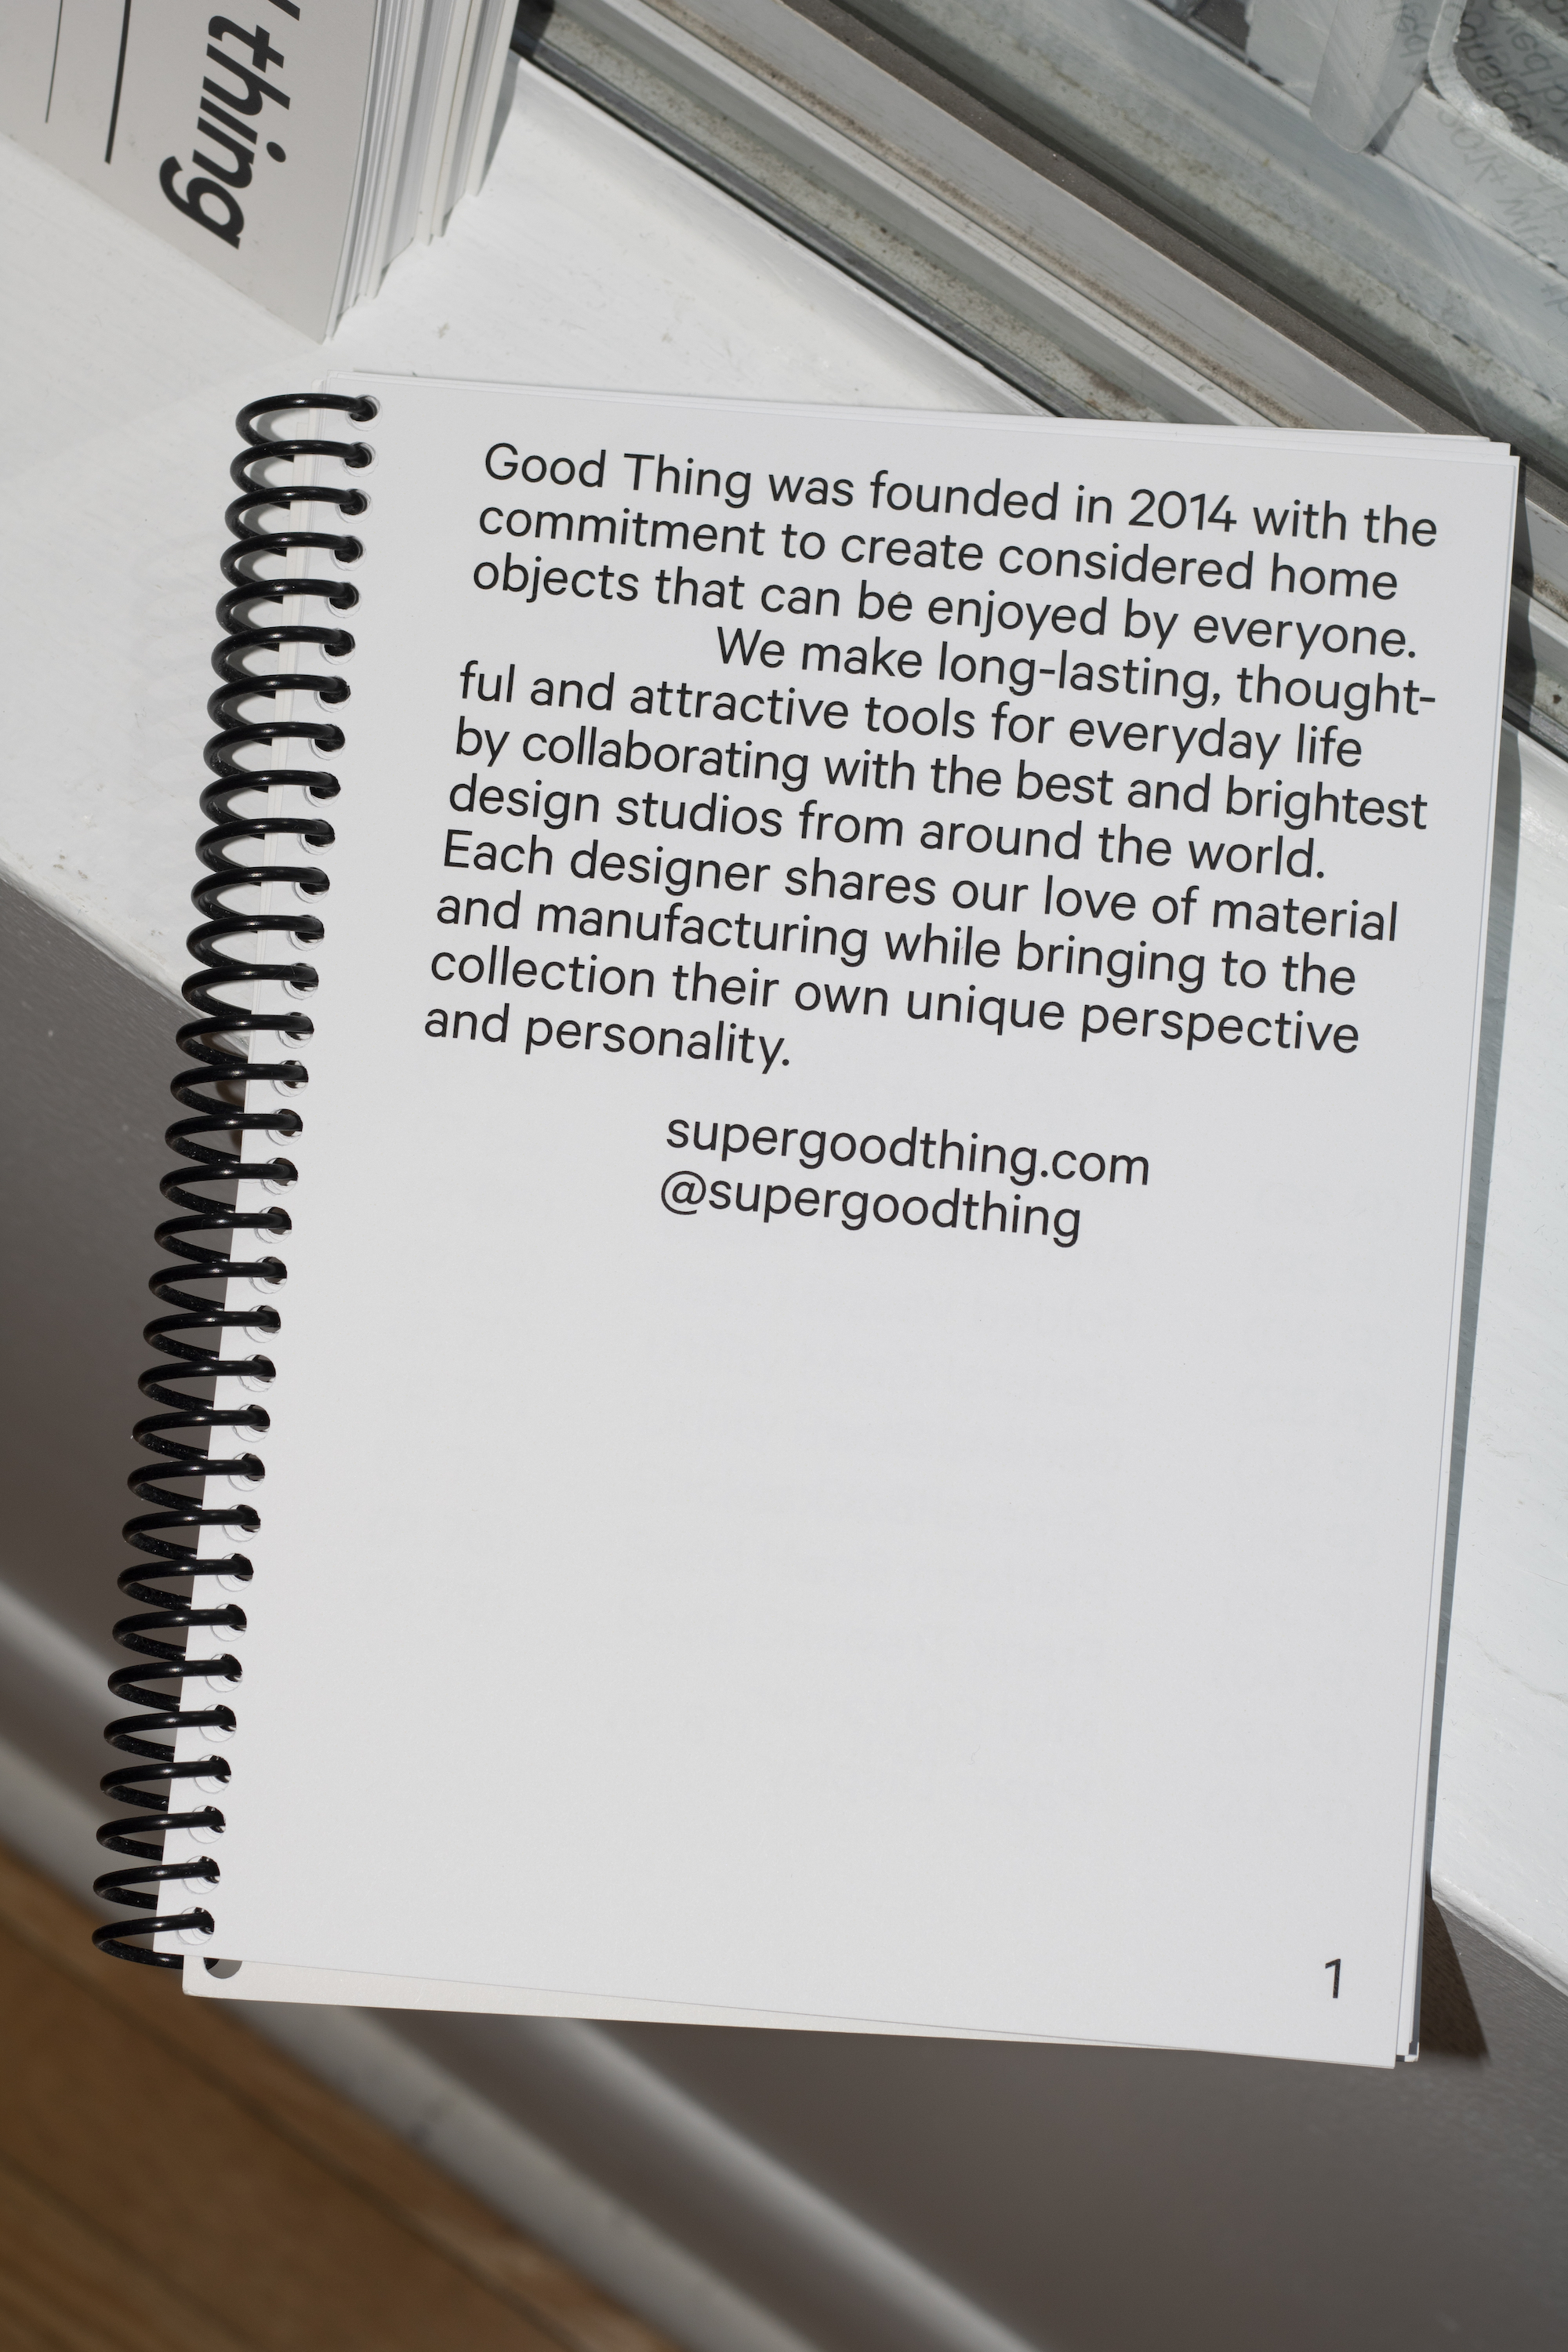 thing
Good Thing was founded in 2014 with the
commitment to create considered home
objects that can be enjoyed by everyone.
We make long-lasting, thought-
ful and attractive tools for everyday life
by collaborating with the best and brightest
design studios from around the world.
Each designer shares our love of material
and manufacturing while bringing to the
collection their own unique perspective
and personality.
supergoodthing.com
@supergoodthing
1